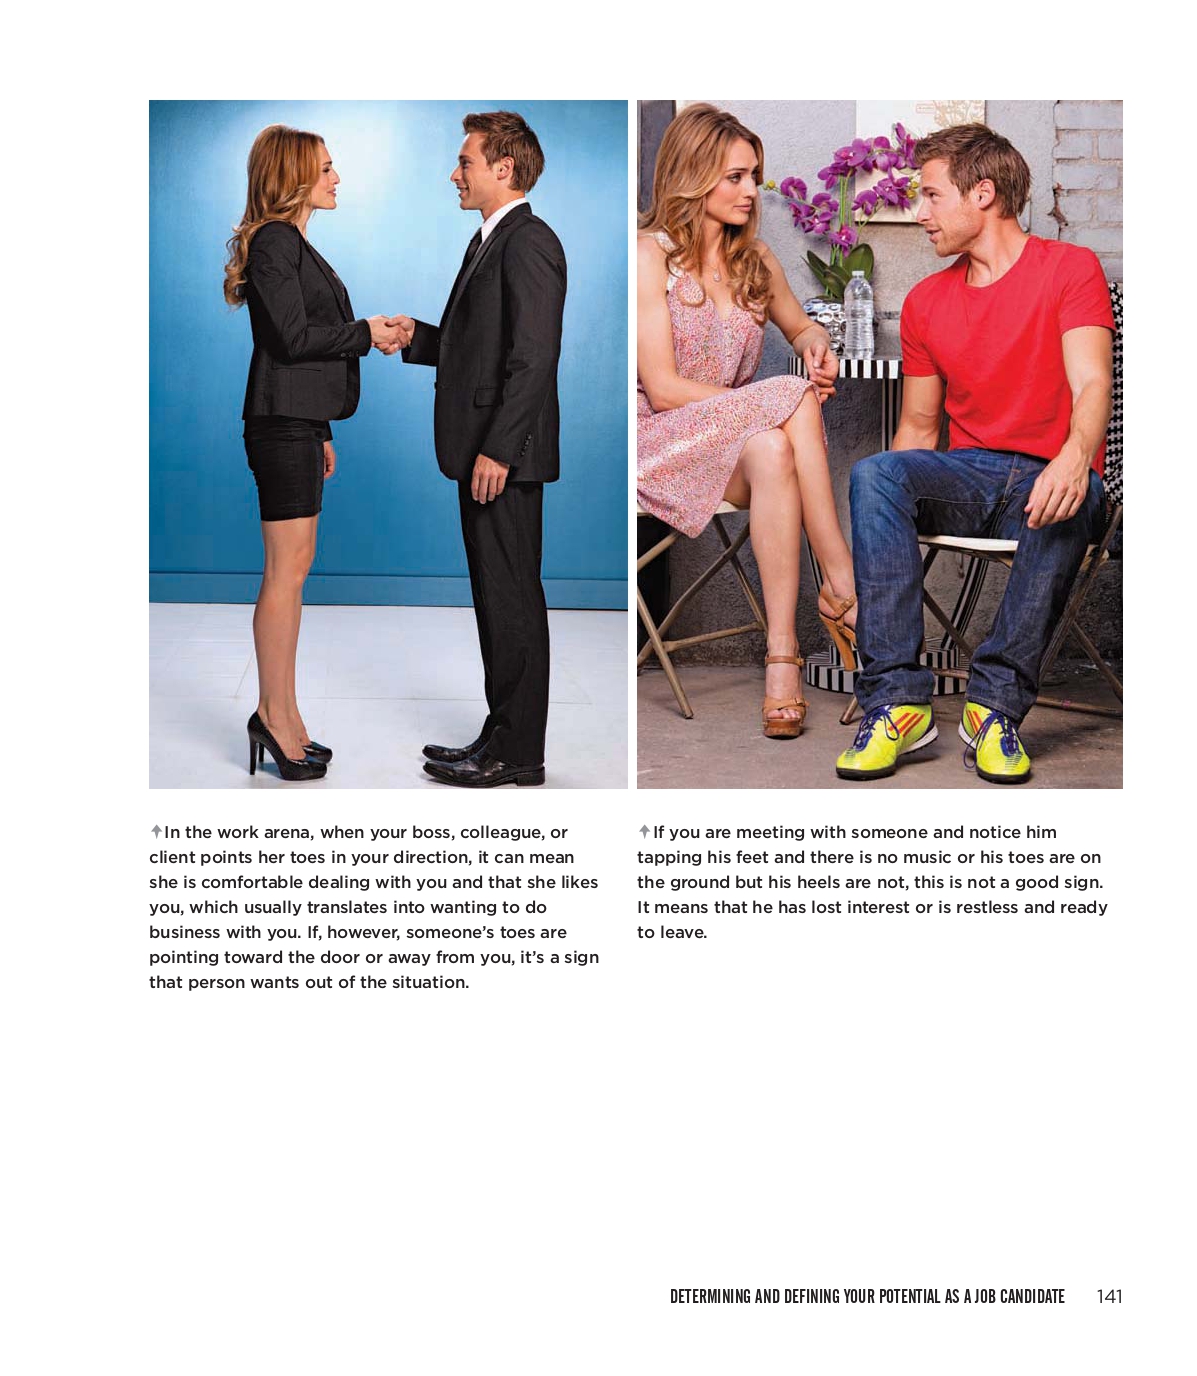 In the work arena, when your boss, colleague, or
client points her toes in your direction, it can mean
she is comfortable dealing with you and that she likes
you, which usually translates into wanting to do
business with you. If, however, someone’s toes are
pointing toward the door or away from you, it’s a sign
that person wants out of the situation.
If you are meeting with someone and notice him
tapping his feet and there is no music or his toes are on
the ground but his heels are not, this is not a good sign.
It means that he has lost interest or is restless and ready
to leave.
DETERMINING AND DEFINING YOUR POTENTIAL AS A JOB CANDIDATE 141